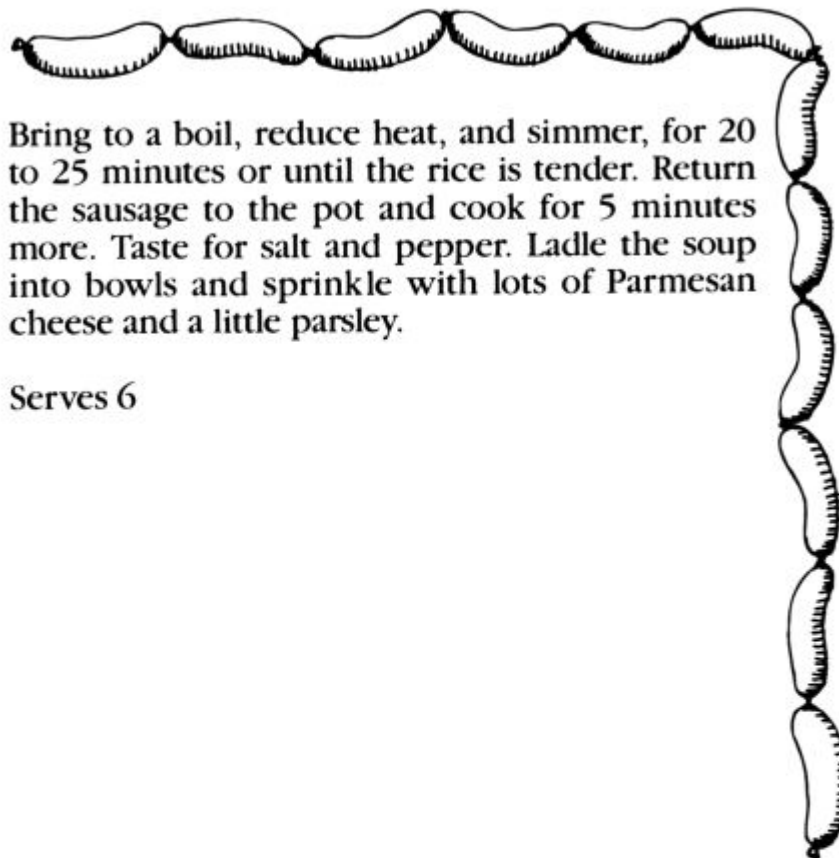 Bring to a boil, reduce heat, and simmer, for 20
to 25 minutes or until the rice is tender. Return
the sausage to the pot and cook for 5 minutes
more. Taste for salt and pepper. Ladle the soup
into bowls and sprinkle with lots of Parmesan
cheese and a little parsley.
Serves 6